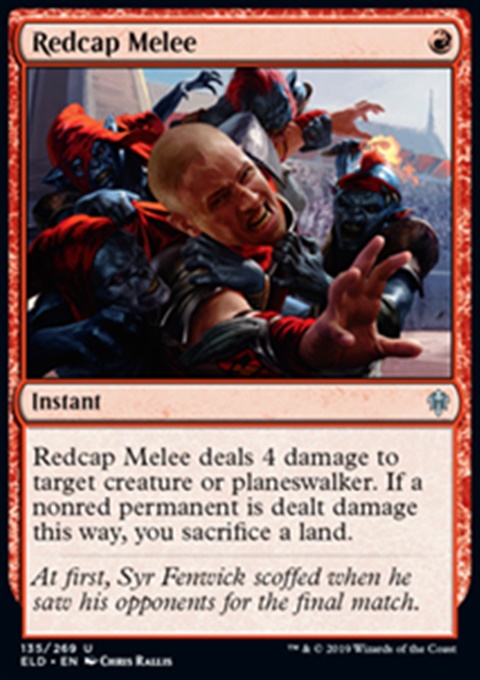 Redcap Melee
Instant
Redcap Melee deals 4 damage to
target creature or planeswalker. If a
nonred permanent is dealt damage
this way, you sacrifice a land.
At first, Syr Fenwick scoffed when he
saw his opponents for the final match.
135/269 U
ELD • EN Chris Rallis
™ & © 2019 Wizards of the Coast